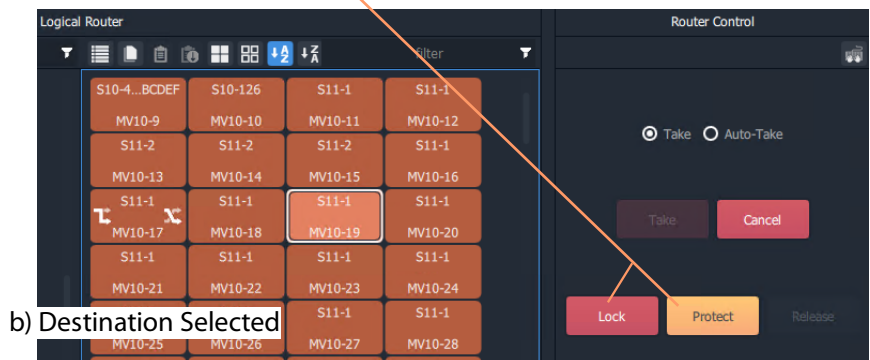 Logical Router
Router Control
filter
S10-4...BCDEF S10-126 S11-1 S11-1
MV10-9 MV10-10 MV10-11 MV10-12
S11-2 S11-2 S11-2 S11-1
MV10-13 MV10-14 MV10-15 MV10-16
S11-1 S11-1 S11-1 S11-1
MV10-17 MV10-18 MV10-19 MV10-20
S11-1 S11-1 S11-1 S11-1
MV10-21 MV10-22 MV10-23 MV10-24
S11-1 S11-1
MV10-25 MV10-26 MV10-27 MV10-28
b) Destination Selected
Take Auto-Take
Take Cancel
Lock Protect Release